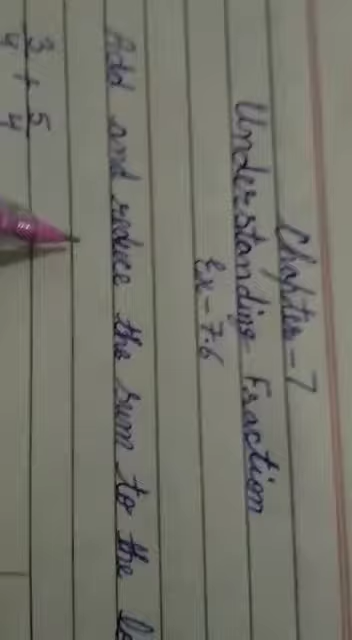 Chapter - 7
Understanding Fraction
Ex - 7.6
Add and reduce the sum to the
3/4 + 5/4